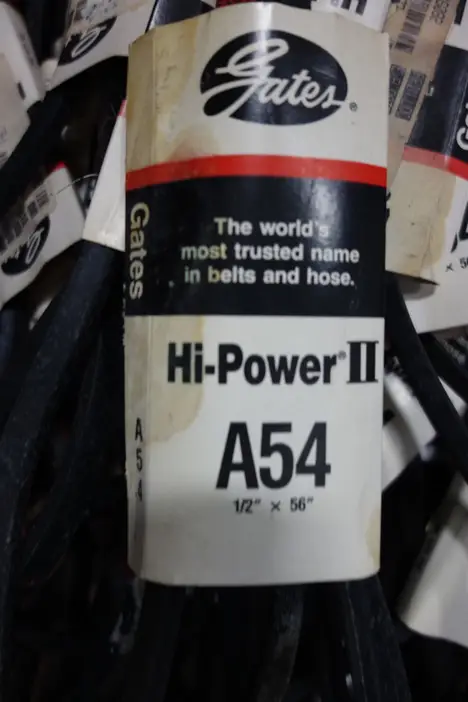 Gates®
The world's
most trusted name
in belts and hose.
Hi-Power® II
A54
1/2" × 56"
Gates
A
5
4